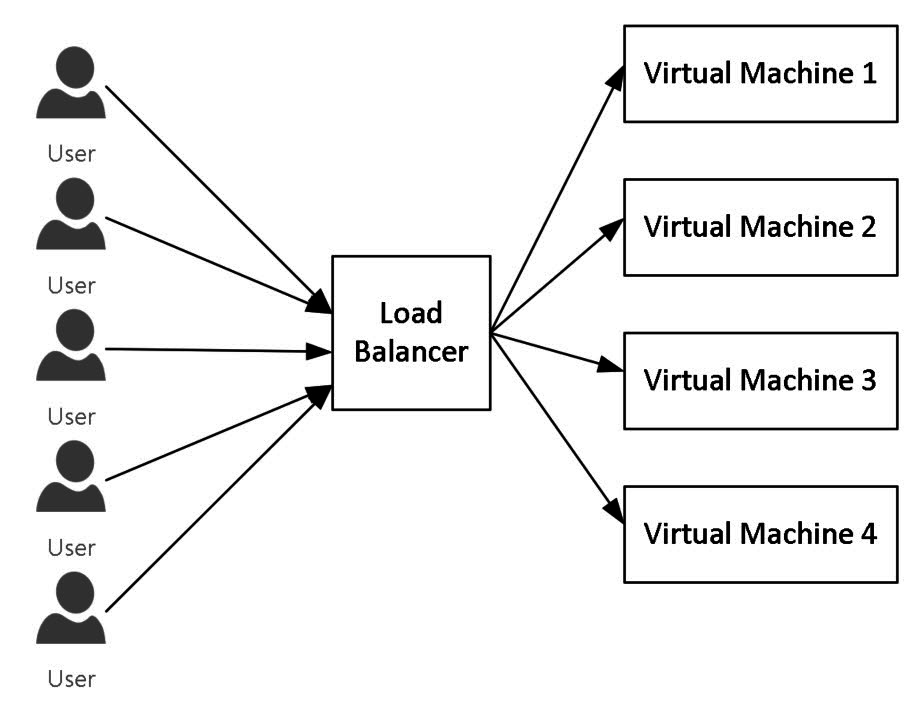 User
User
User
User
User
Load
Balancer
Virtual Machine 1
Virtual Machine 2
Virtual Machine 3
Virtual Machine 4